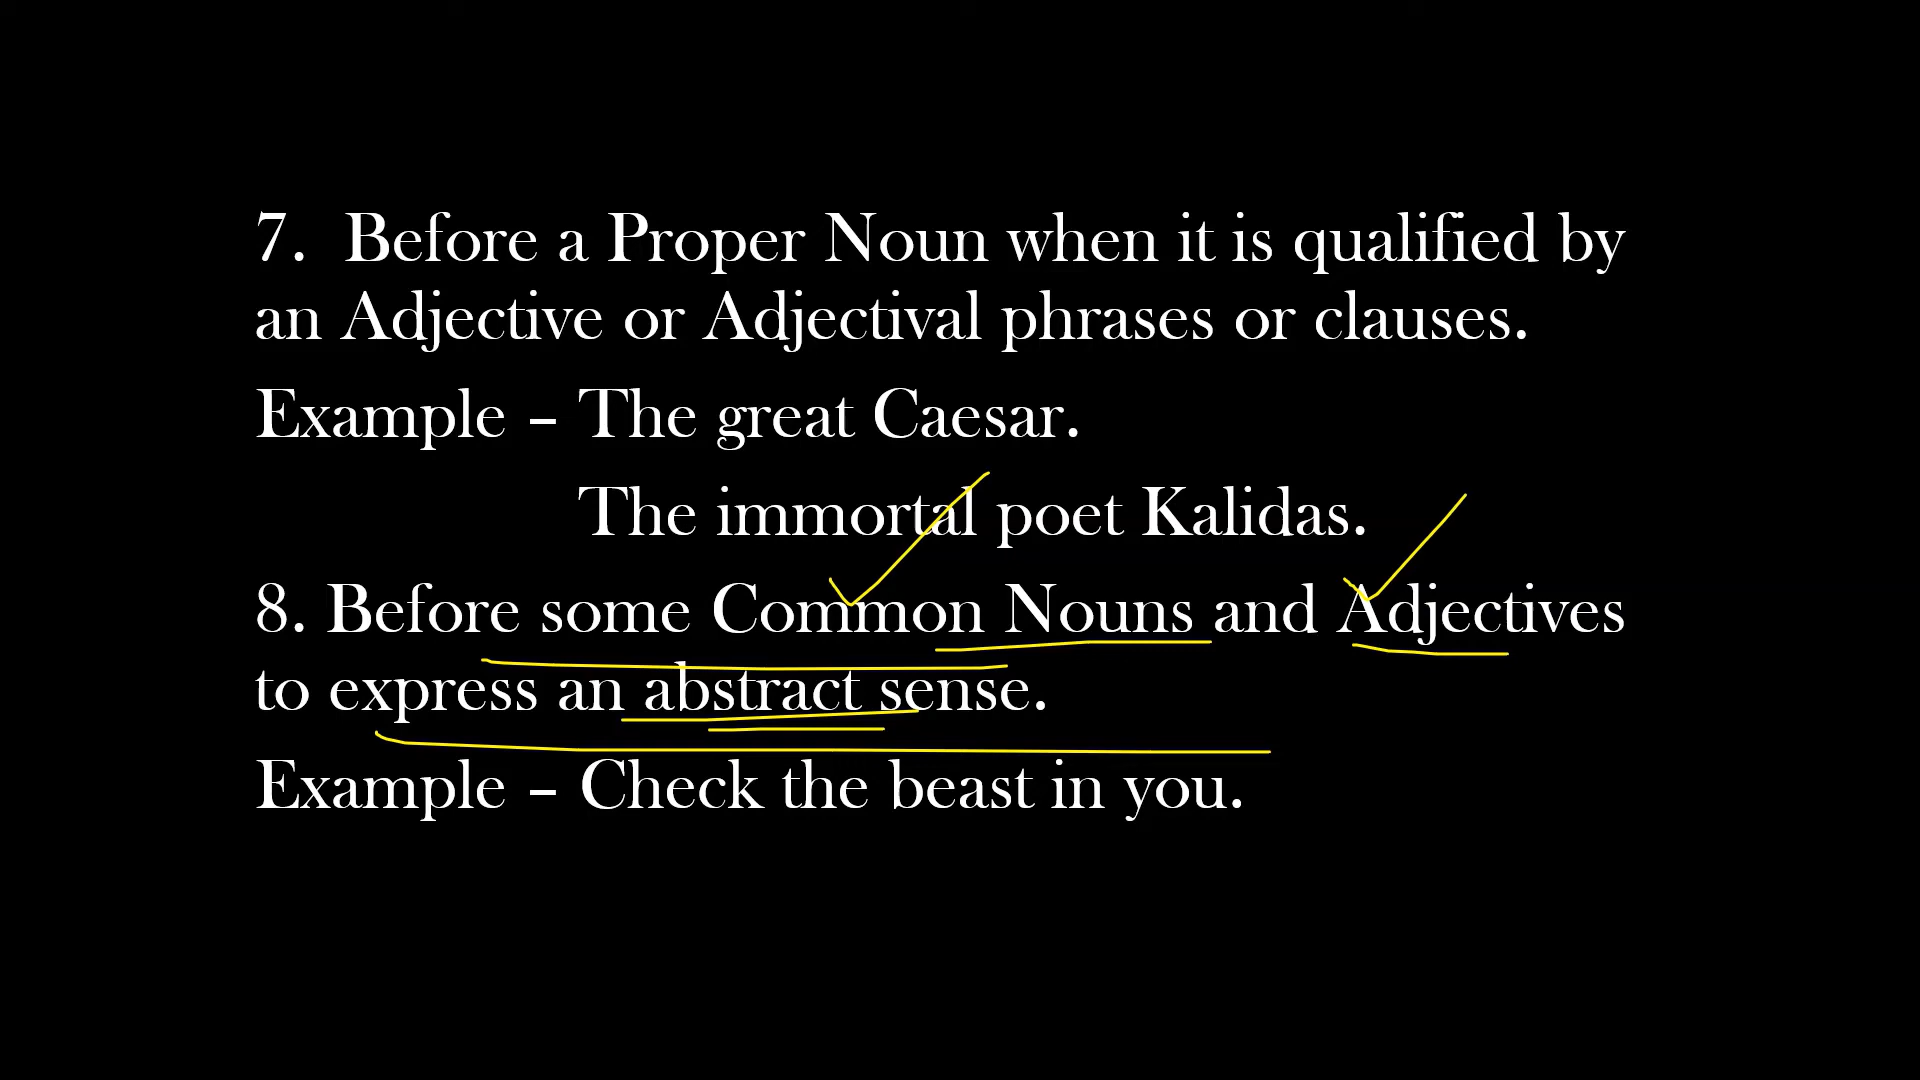 7. Before a Proper Noun when it is qualified by
an Adjective or Adjectival phrases or clauses.
Example – The great Caesar.
The immortal poet Kalidas.
8. Before some Common Nouns and Adjectives
to express an abstract sense.
Example – Check the beast in you.